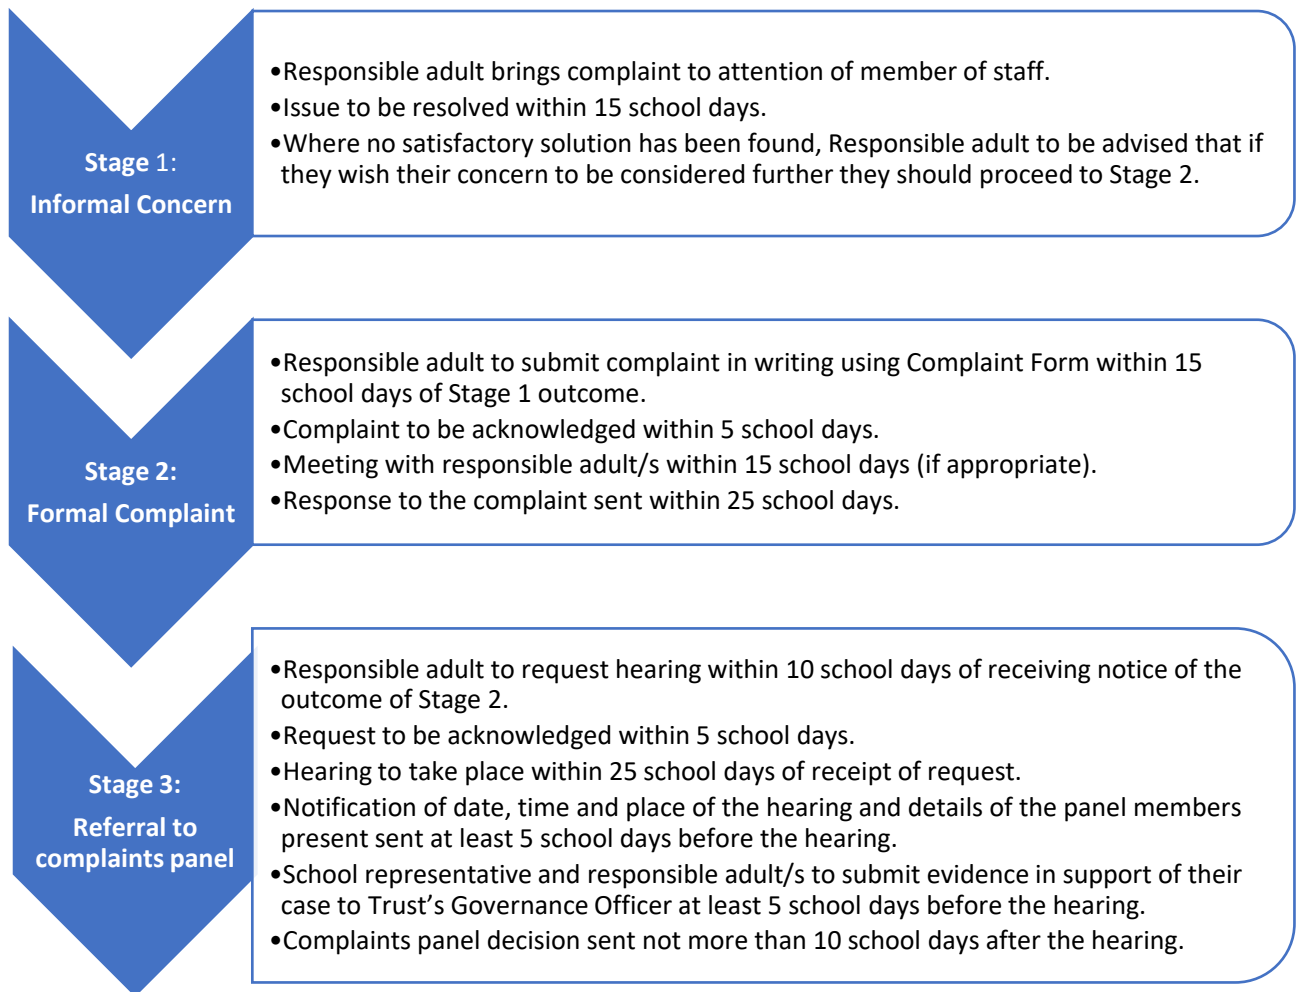 Stage 1:
Informal Concern
•Responsible adult brings complaint to attention of member of staff.
•Issue to be resolved within 15 school days.
•Where no satisfactory solution has been found, Responsible adult to be advised that if
they wish their concern to be considered further they should proceed to Stage 2.
Stage 2:
Formal Complaint
•Responsible adult to submit complaint in writing using Complaint Form within 15
school days of Stage 1 outcome.
•Complaint to be acknowledged within 5 school days.
•Meeting with responsible adult/s within 15 school days (if appropriate).
•Response to the complaint sent within 25 school days.
Stage 3:
Referral to
complaints panel
•Responsible adult to request hearing within 10 school days of receiving notice of the
outcome of Stage 2.
•Request to be acknowledged within 5 school days.
•Hearing to take place within 25 school days of receipt of request.
•Notification of date, time and place of the hearing and details of the panel members
present sent at least 5 school days before the hearing.
•School representative and responsible adult/s to submit evidence in support of their
case to Trust’s Governance Officer at least 5 school days before the hearing.
•Complaints panel decision sent not more than 10 school days after the hearing.